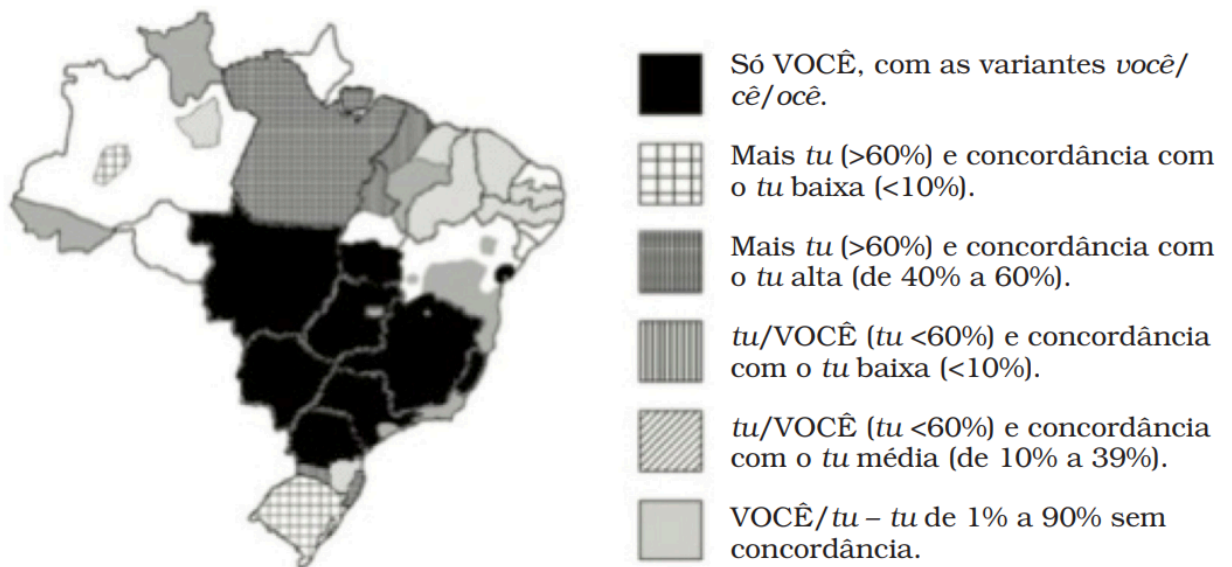 Só VOCÊ, com as variantes você/
cê/ocê.
Mais tu (>60%) e concordância com
o tu baixa (<10%).
Mais tu (>60%) e concordância com
o tu alta (de 40% a 60%).
tu/VOCÊ (tu <60%) e concordância
com o tu baixa (<10%).
tu/VOCÊ (tu <60%) e concordância
com o tu média (de 10% a 39%).
VOCÊ/tu – tu de 1% a 90% sem
concordância.